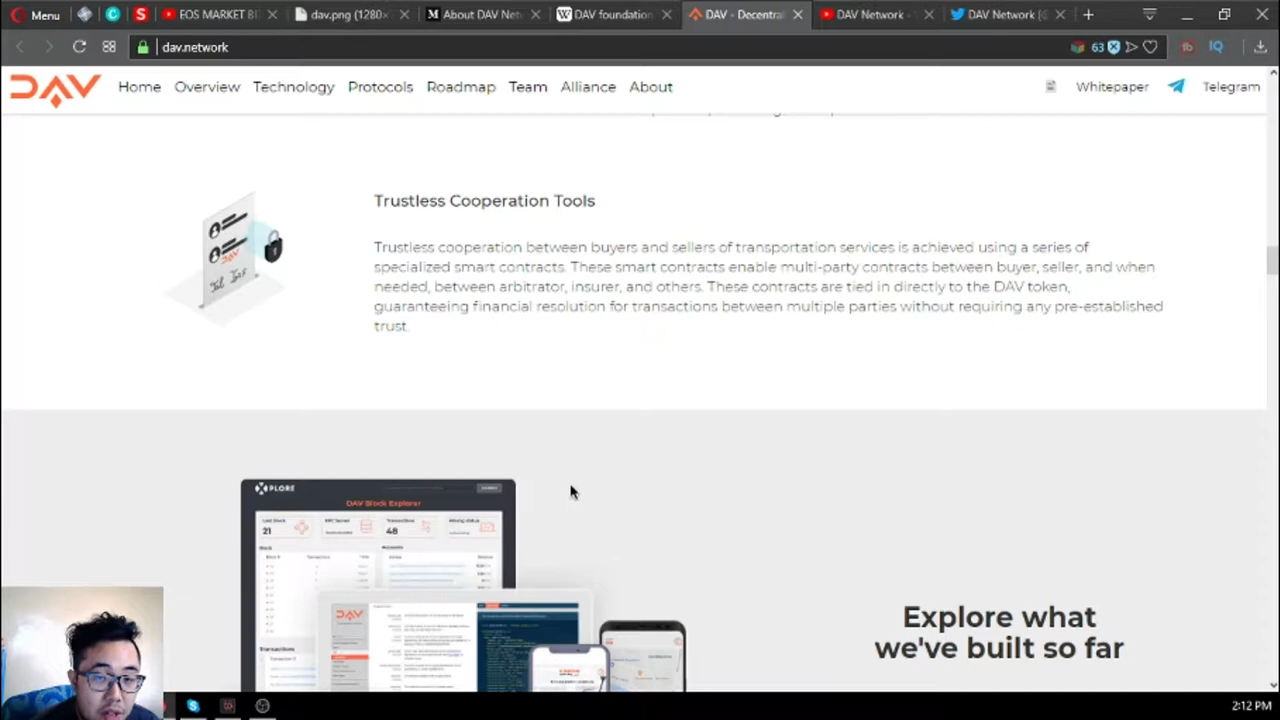 Menu
EOS MARKET B
dav.png (1280×
About DAV Net
DAV foundation
DAV - Decentral
DAV Network -
DAV Network (@
dav.network
63
IQ
DAV
Home
Overview
Technology
Protocols
Roadmap
Team
Alliance
About
Whitepaper
Telegram
Trustless Cooperation Tools
Trustless cooperation between buyers and sellers of transportation services is achieved using a series of
specialized smart contracts. These smart contracts enable multi-party contracts between buyer, seller, and when
needed, between arbitrator, insurer, and others. These contracts are tied in directly to the DAV token,
guaranteeing financial resolution for transactions between multiple parties without requiring any pre-established
trust.
XPLORE
DAV Block Explorer
Last block
21
Transactions
48
Transactions
DAV
Explore what
we've built so far
2:12 PM